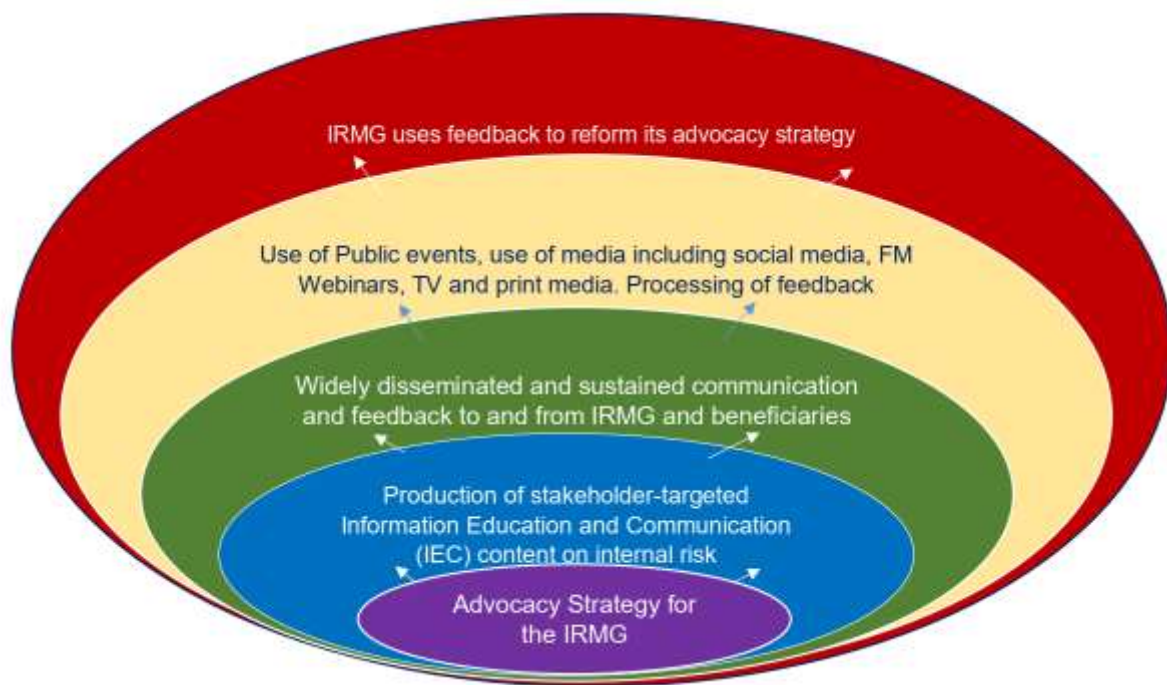 IRMG uses feedback to reform its advocacy strategy
Use of Public events, use of media including social media, FM
Webinars, TV and print media. Processing of feedback
Widely disseminated and sustained communication
and feedback to and from IRMG and beneficiaries
Production of stakeholder-targeted
Information Education and Communication
(IEC) content on internal risk
Advocacy Strategy for
the IRMG